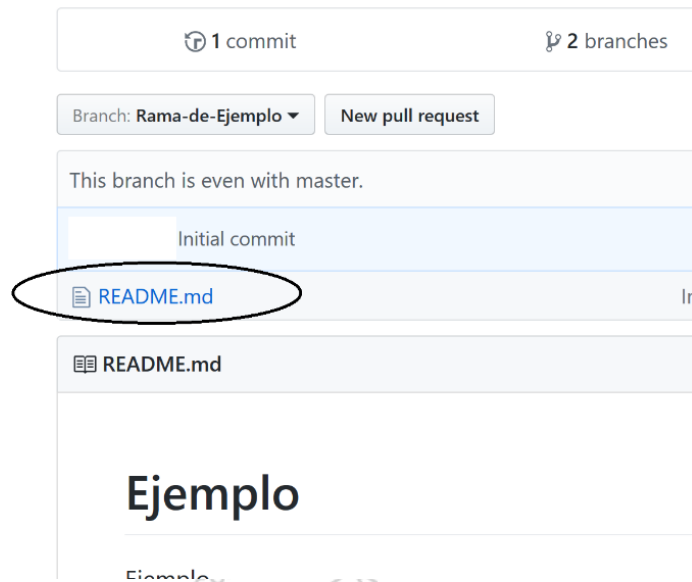 1 commit 2 branches
Branch: Rama-de-Ejemplo New pull request
This branch is even with master.
Initial commit
README.md
README.md
Ejemplo
Ejemplo